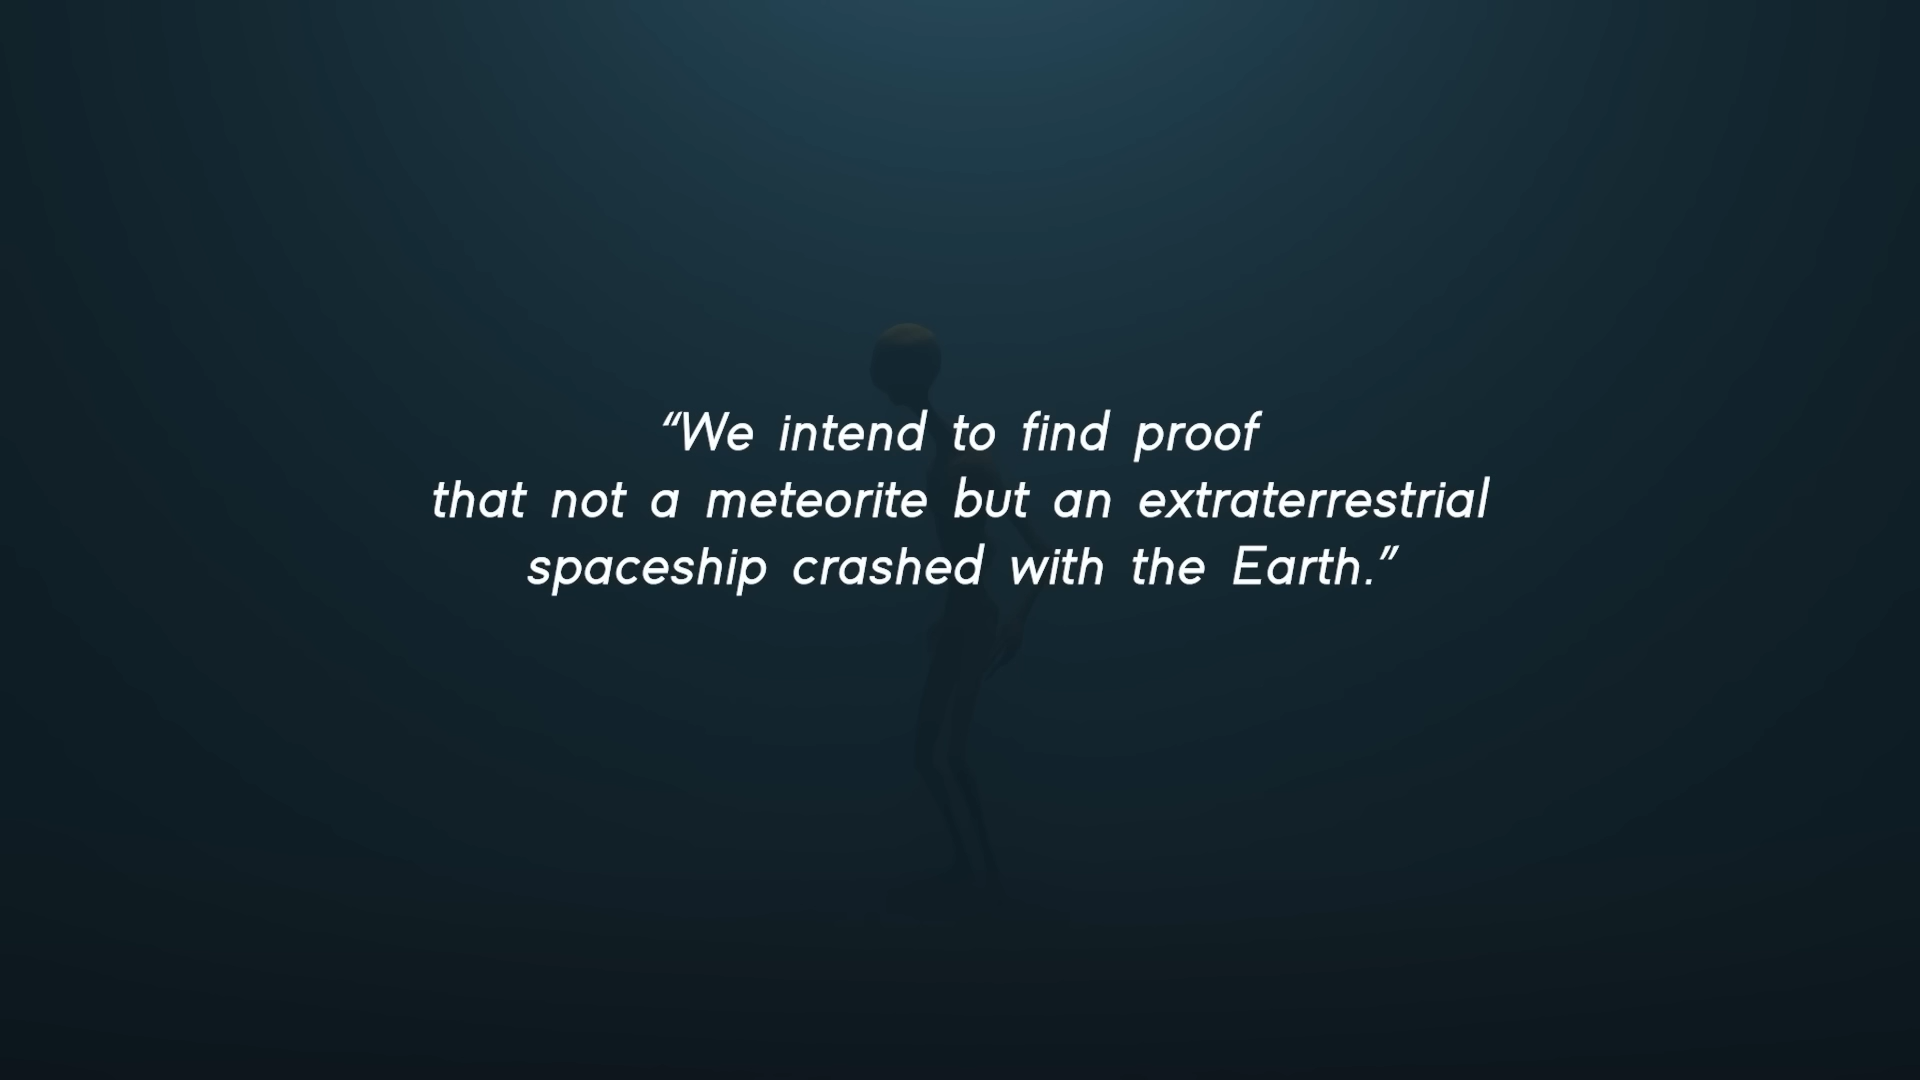 “We intend to find proof
that not a meteorite but an extraterrestrial
spaceship crashed with the Earth.”